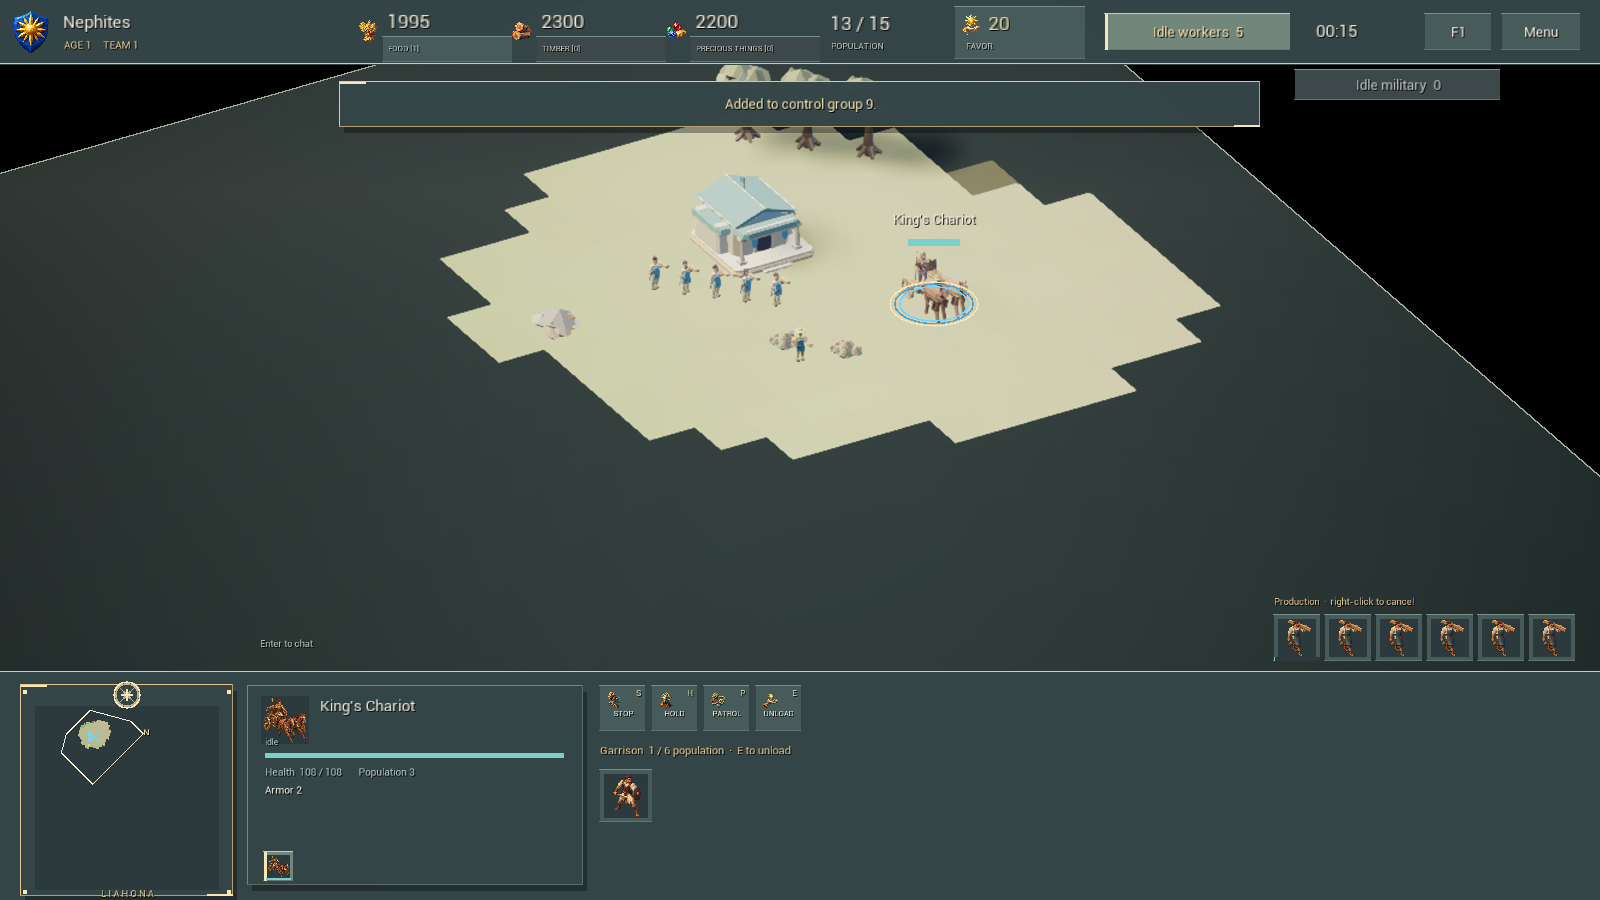 Nephites
AGE 1 TEAM 1
1995
FOOD [1]
2300
TIMBER [0]
2200
PRECIOUS THINGS [0]
13 / 15
POPULATION
20
FAVOR
Idle workers 5
00:15
F1
Menu
Idle military 0
Added to control group 9.
King's Chariot
Production · right-click to cancel
Enter to chat
N
LIAHONA
King's Chariot
idle
Health 108 / 108 Population 3
Armor 2
S
STOP
H
HOLD
P
PATROL
E
UNLOAD
Garrison 1 / 6 population · E to unload